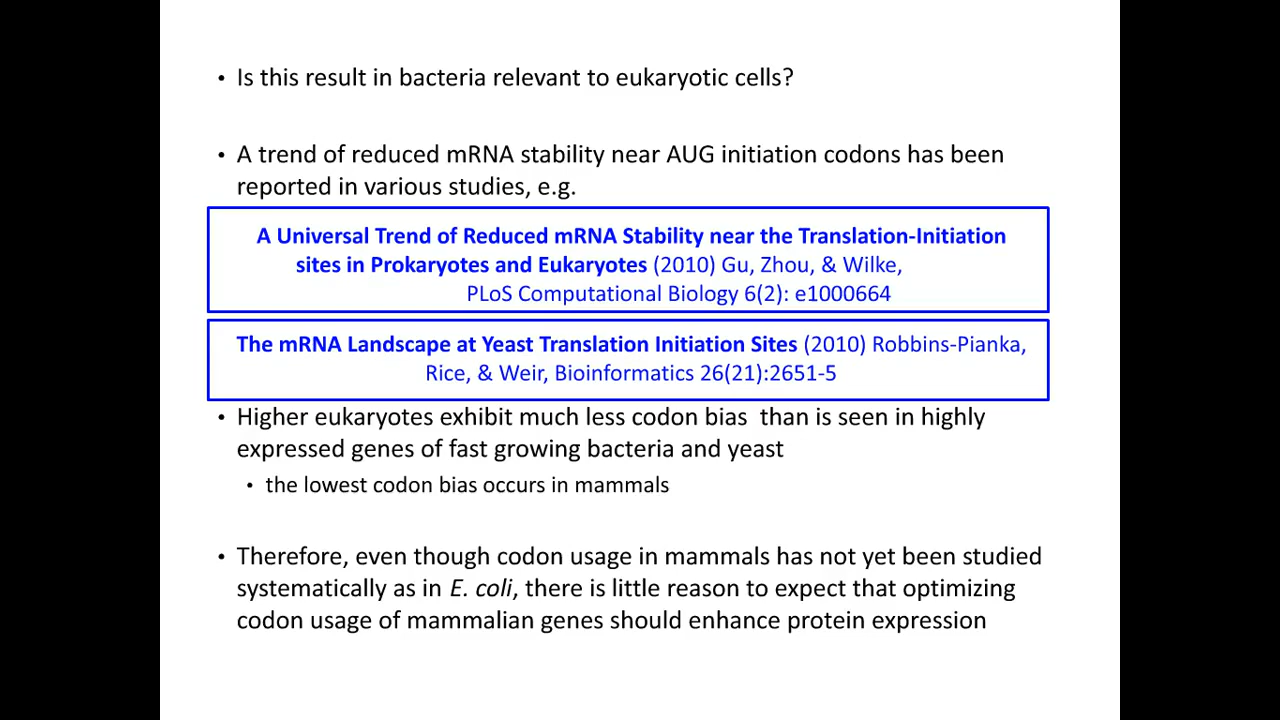 • Is this result in bacteria relevant to eukaryotic cells?
• A trend of reduced mRNA stability near AUG initiation codons has been
reported in various studies, e.g.
A Universal Trend of Reduced mRNA Stability near the Translation-Initiation
sites in Prokaryotes and Eukaryotes (2010) Gu, Zhou, & Wilke,
PLoS Computational Biology 6(2): e1000664
The mRNA Landscape at Yeast Translation Initiation Sites (2010) Robbins-Pianka,
Rice, & Weir, Bioinformatics 26(21):2651-5
• Higher eukaryotes exhibit much less codon bias  than is seen in highly
expressed genes of fast growing bacteria and yeast
• the lowest codon bias occurs in mammals
• Therefore, even though codon usage in mammals has not yet been studied
systematically as in E. coli, there is little reason to expect that optimizing
codon usage of mammalian genes should enhance protein expression